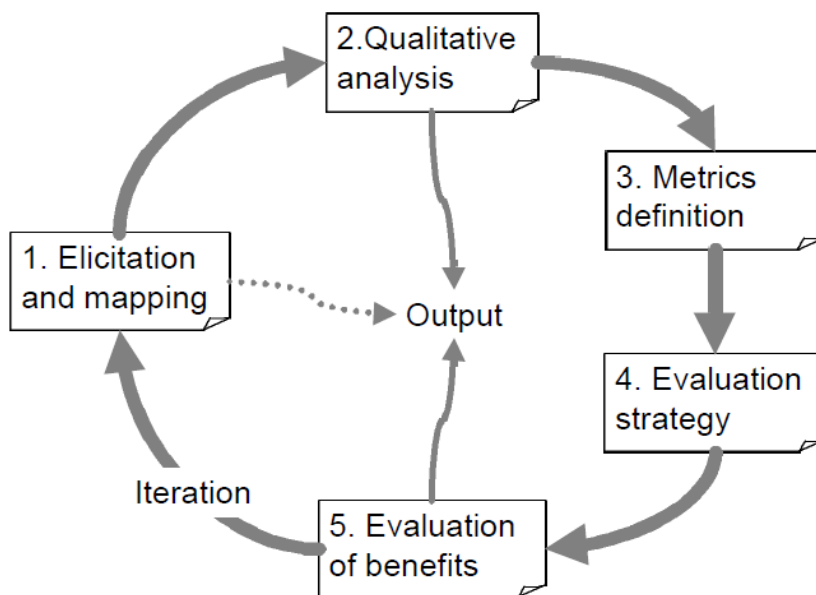 2.Qualitative
analysis
3. Metrics
definition
1. Elicitation
and mapping
Output
4. Evaluation
strategy
Iteration
5. Evaluation
of benefits